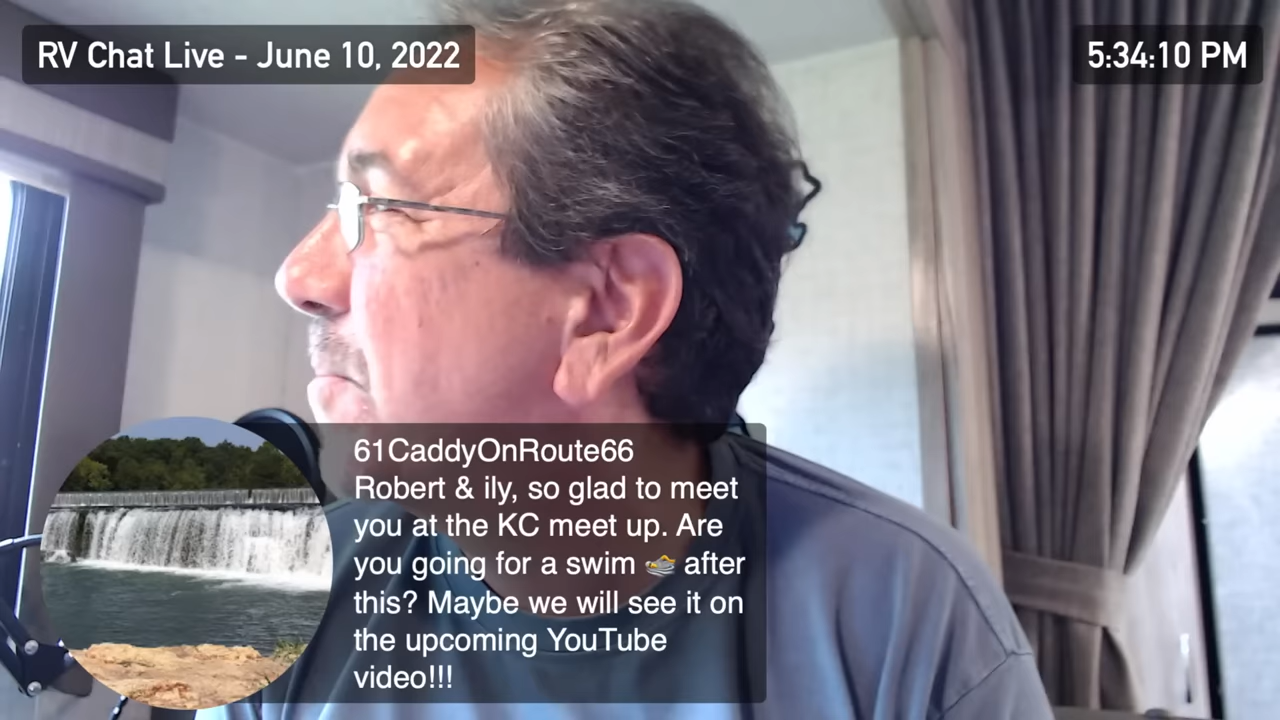 RV Chat Live - June 10, 2022
5:34:10 PM
61CaddyOnRoute66
Robert & ily, so glad to meet
you at the KC meet up. Are
you going for a swim 👟 after
this? Maybe we will see it on
the upcoming YouTube
video!!!